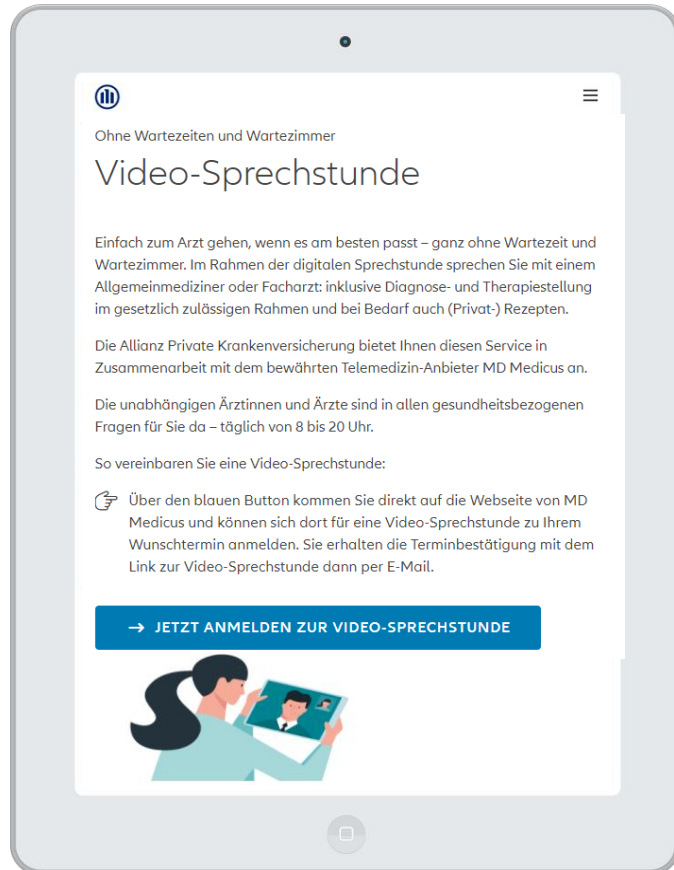 Ohne Wartezeiten und Wartezimmer
Video-Sprechstunde
Einfach zum Arzt gehen, wenn es am besten passt – ganz ohne Wartezeit und
Wartezimmer. Im Rahmen der digitalen Sprechstunde sprechen Sie mit einem
Allgemeinmediziner oder Facharzt: inklusive Diagnose- und Therapiestellung
im gesetzlich zulässigen Rahmen und bei Bedarf auch (Privat-) Rezepten.
Die Allianz Private Krankenversicherung bietet Ihnen diesen Service in
Zusammenarbeit mit dem bewährten Telemedizin-Anbieter MD Medicus an.
Die unabhängigen Ärztinnen und Ärzte sind in allen gesundheitsbezogenen
Fragen für Sie da – täglich von 8 bis 20 Uhr.
So vereinbaren Sie eine Video-Sprechstunde:
Über den blauen Button kommen Sie direkt auf die Webseite von MD
Medicus und können sich dort für eine Video-Sprechstunde zu Ihrem
Wunschtermin anmelden. Sie erhalten die Terminbestätigung mit dem
Link zur Video-Sprechstunde dann per E-Mail.
→ JETZT ANMELDEN ZUR VIDEO-SPRECHSTUNDE